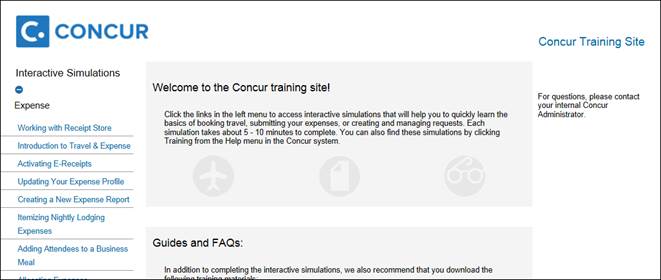 C. CONCUR
Concur Training Site
Interactive Simulations
Expense
Working with Receipt Store
Introduction to Travel & Expense
Activating E-Receipts
Updating Your Expense Profile
Creating a New Expense Report
Itemizing Nightly Lodging
Expenses
Adding Attendees to a Business
Meal
Allocating Expenses
Welcome to the Concur training site!
Click the links in the left menu to access interactive simulations that will help you to quickly learn the
basics of booking travel, submitting your expenses, or creating and managing requests. Each
simulation takes about 5 - 10 minutes to complete. You can also find these simulations by clicking
Training from the Help menu in the Concur system.
Guides and FAQs:
In addition to completing the interactive simulations, we also recommend that you download the
following training materials:
For questions, please contact
your internal Concur
Administrator.